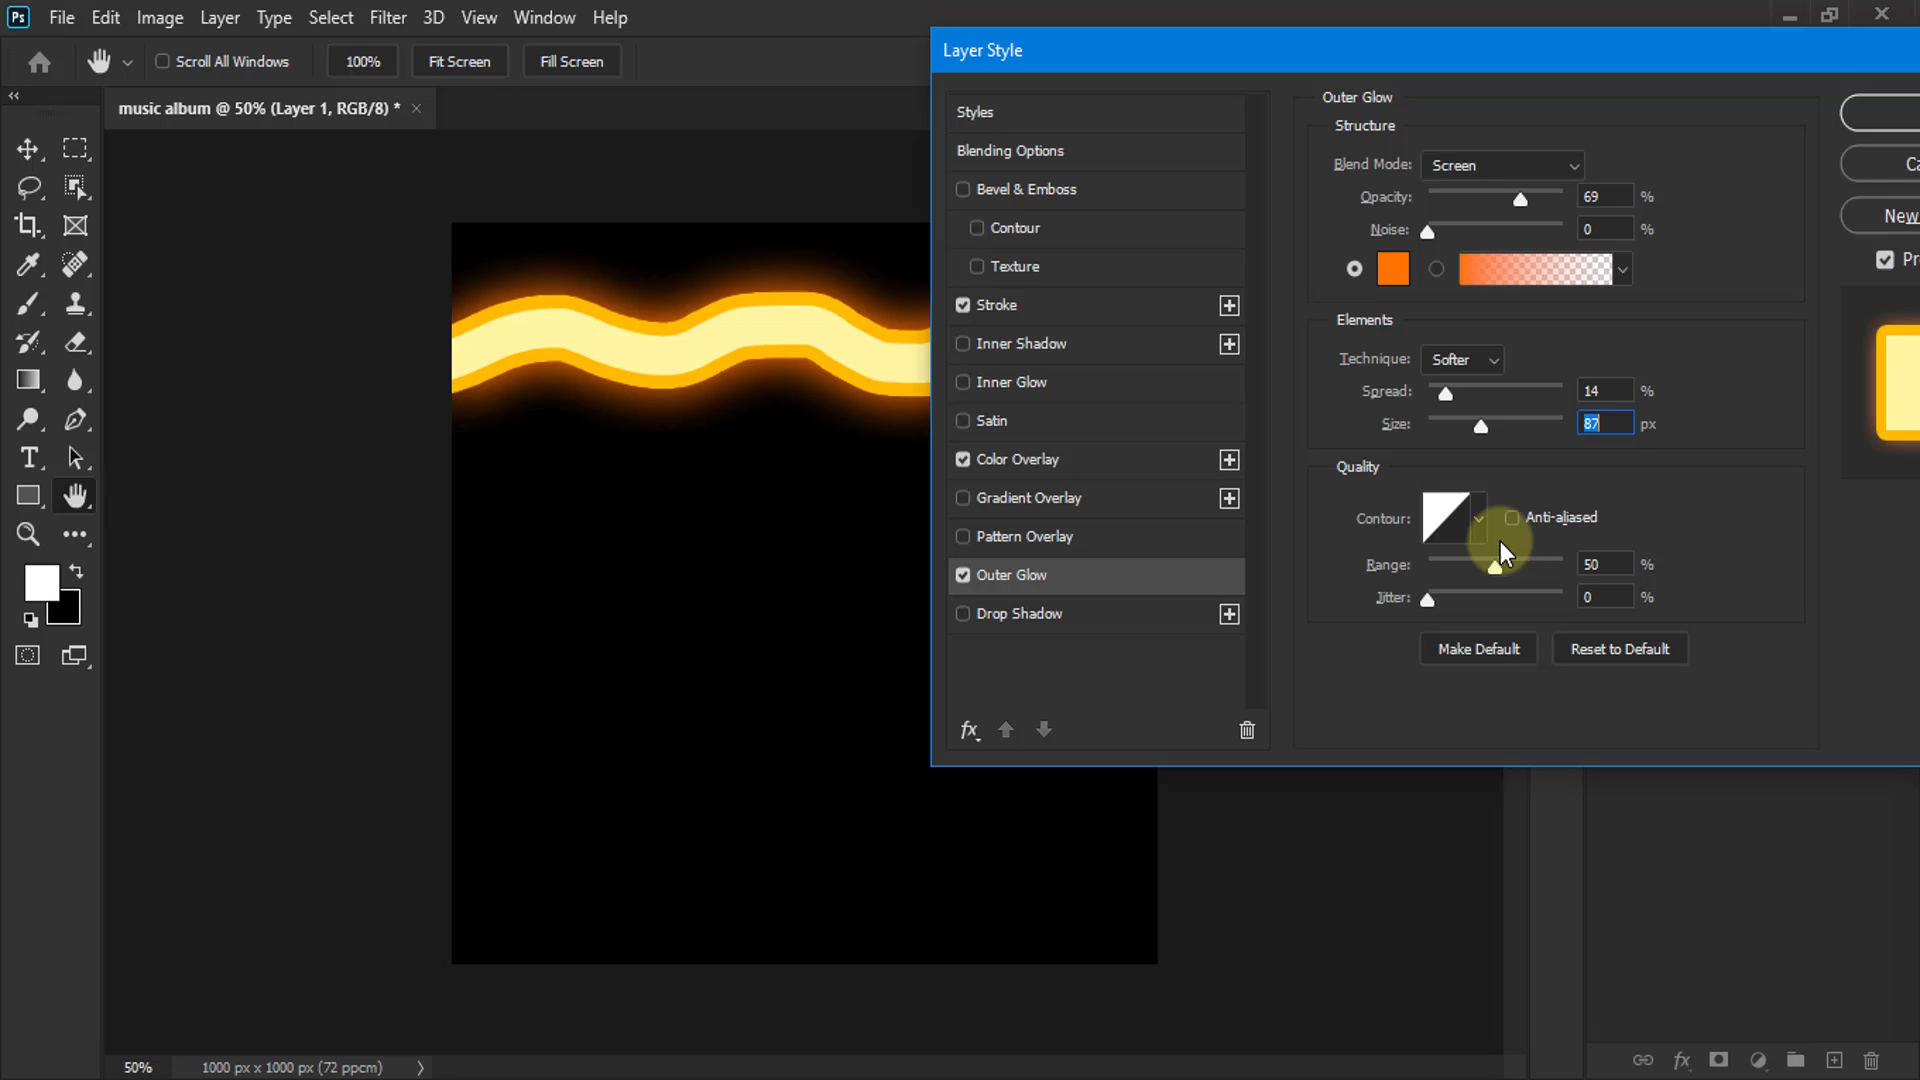 Ps File Edit Image Layer Type Select Filter 3D View Window Help
Scroll All Windows 100% Fit Screen Fill Screen
music album @ 50% (Layer 1, RGB/8) * ×
Layer Style
Styles
Blending Options
Bevel & Emboss
Contour
Texture
Stroke
Inner Shadow
Inner Glow
Satin
Color Overlay
Gradient Overlay
Pattern Overlay
Outer Glow
Drop Shadow
fx
Outer Glow
Structure
Blend Mode: Screen
Opacity: 69 %
Noise: 0 %
Elements
Technique: Softer
Spread: 14 %
Size: 87 px
Quality
Contour: Anti-aliased
Range: 50 %
Jitter: 0 %
Make Default Reset to Default
Ca
New
Pr
50% 1000 px x 1000 px (72 ppcm)
fx